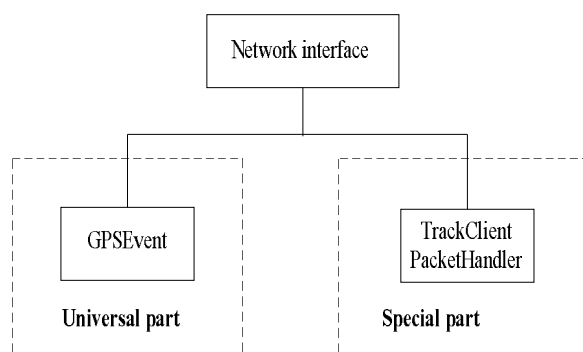 Network interface
GPSEvent
TrackClient
PacketHandler
Universal part
Special part